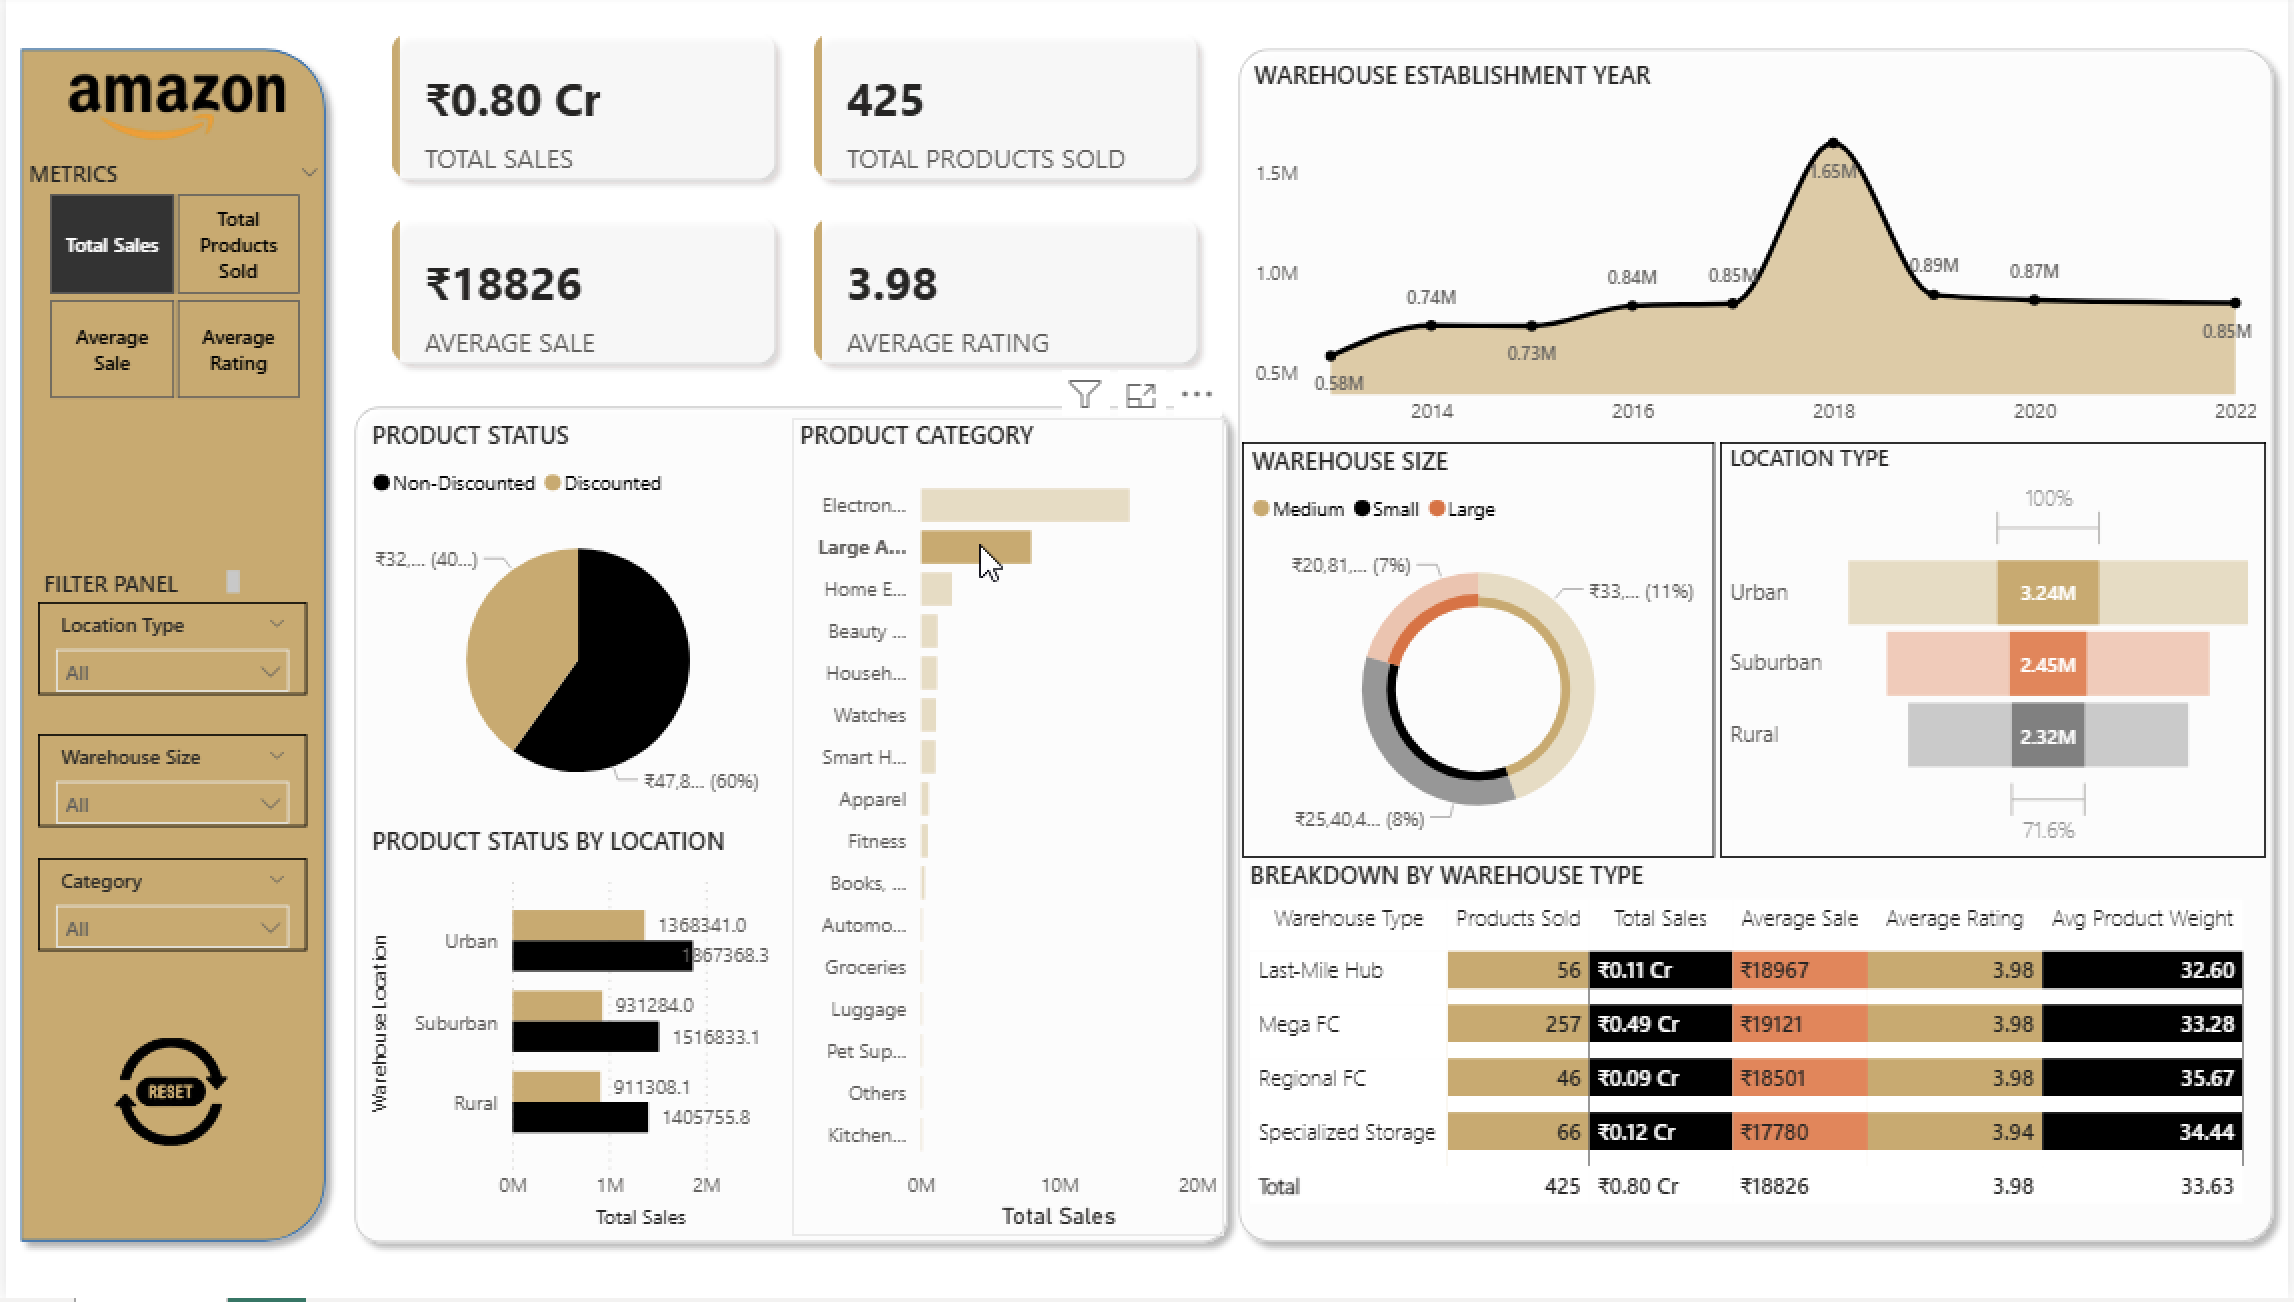 amazon
METRICS
Total Sales
Total Products Sold
Average Sale
Average Rating
FILTER PANEL
Location Type
All
Warehouse Size
All
Category
All
RESET
₹0.80 Cr
TOTAL SALES
425
TOTAL PRODUCTS SOLD
₹18826
AVERAGE SALE
3.98
AVERAGE RATING
PRODUCT STATUS
Non-Discounted Discounted
₹32,... (40...)
₹47,8... (60%)
PRODUCT STATUS BY LOCATION
Warehouse Location
Urban
1368341.0
1867368.3
Suburban
931284.0
1516833.1
Rural
911308.1
1405755.8
0M 1M 2M
Total Sales
PRODUCT CATEGORY
Electron...
Large A...
Home E...
Beauty ...
Househ...
Watches
Smart H...
Apparel
Fitness
Books, ...
Automo...
Groceries
Luggage
Pet Sup...
Others
Kitchen...
0M 10M 20M
Total Sales
WAREHOUSE ESTABLISHMENT YEAR
1.5M
1.0M
0.5M
0.58M
0.74M
0.73M
0.84M
0.85M
1.65M
0.89M
0.87M
0.85M
2014 2016 2018 2020 2022
WAREHOUSE SIZE
Medium Small Large
₹20,81,... (7%)
₹33,... (11%)
₹25,40,4... (8%)
LOCATION TYPE
100%
Urban 3.24M
Suburban 2.45M
Rural 2.32M
71.6%
BREAKDOWN BY WAREHOUSE TYPE
Warehouse Type Products Sold Total Sales Average Sale Average Rating Avg Product Weight
Last-Mile Hub 56 ₹0.11 Cr ₹18967 3.98 32.60
Mega FC 257 ₹0.49 Cr ₹19121 3.98 33.28
Regional FC 46 ₹0.09 Cr ₹18501 3.98 35.67
Specialized Storage 66 ₹0.12 Cr ₹17780 3.94 34.44
Total 425 ₹0.80 Cr ₹18826 3.98 33.63